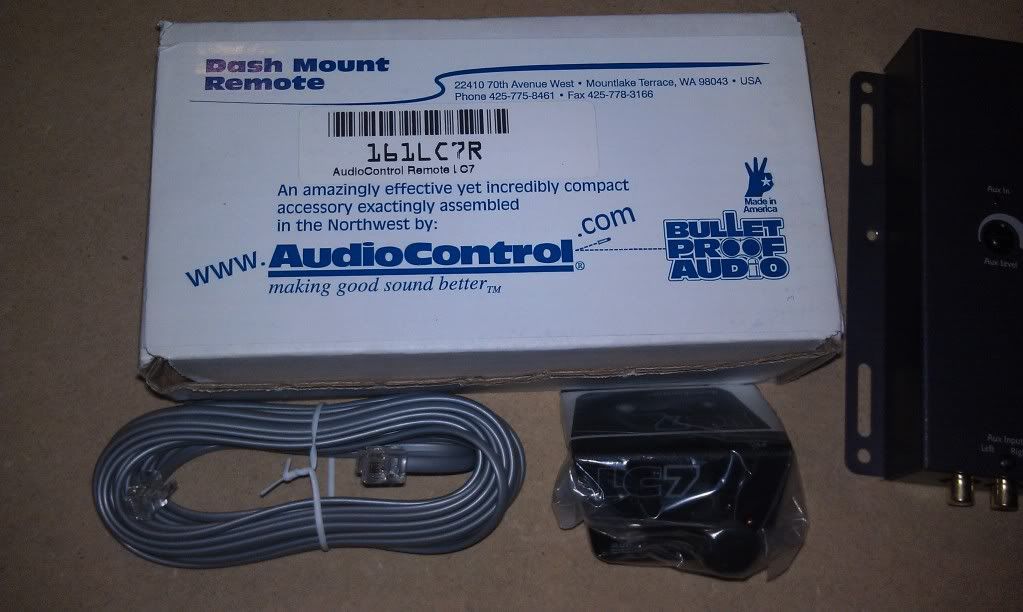 Dash Mount
Remote
22410 70th Avenue West • Mountlake Terrace, WA 98043 • USA
Phone 425-775-8461 • Fax 425-778-3166
161LC7R
AudioControl Remote LC7
An amazingly effective yet incredibly compact
accessory exactingly assembled
in the Northwest by:
www.AudioControl.com
®
making good sound better™
Made in
America
BULLET
PROOF
AUDIO
LC7
Aux In
Aux Level
Aux Input
Left